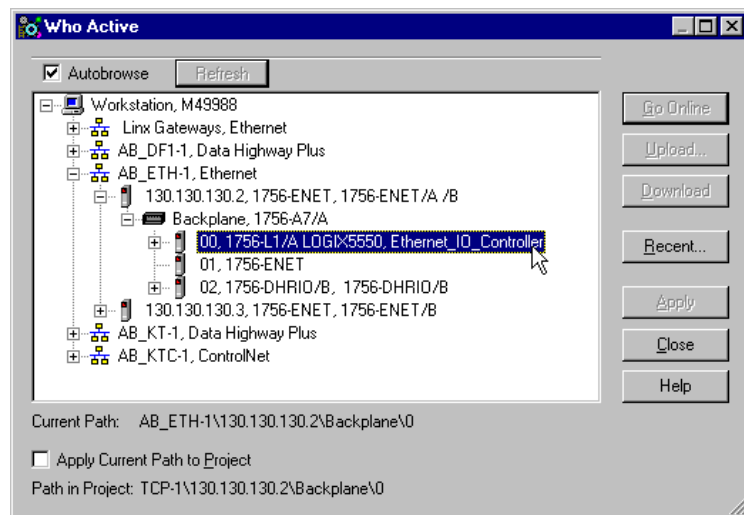 Who Active
Autobrowse
Refresh
Workstation, M49988
Linx Gateways, Ethernet
AB_DF1-1, Data Highway Plus
AB_ETH-1, Ethernet
130.130.130.2, 1756-ENET, 1756-ENET/A /B
Backplane, 1756-A7/A
00, 1756-L1/A LOGIX5550, Ethernet_IO_Controller
01, 1756-ENET
02, 1756-DHRIO/B, 1756-DHRIO/B
130.130.130.3, 1756-ENET, 1756-ENET/B
AB_KT-1, Data Highway Plus
AB_KTC-1, ControlNet
Go Online
Upload...
Download
Recent...
Apply
Close
Help
Current Path: AB_ETH-1\130.130.130.2\Backplane\0
Apply Current Path to Project
Path in Project: TCP-1\130.130.130.2\Backplane\0